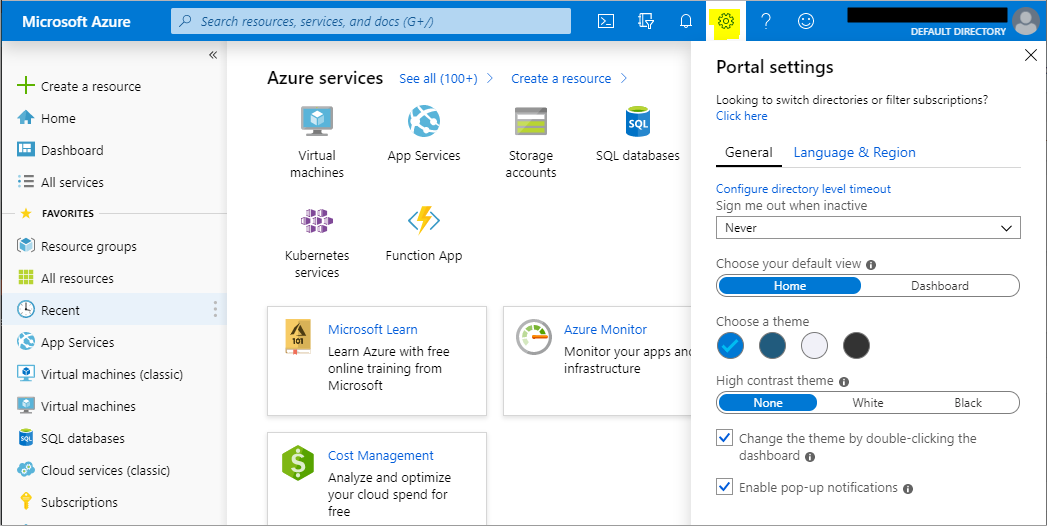 Microsoft Azure
Search resources, services, and docs (G+/)
DEFAULT DIRECTORY
«
Create a resource
Home
Dashboard
All services
FAVORITES
Resource groups
All resources
Recent
App Services
Virtual machines (classic)
Virtual machines
SQL databases
Cloud services (classic)
Subscriptions
Azure services
See all (100+)
Create a resource
Virtual
machines
App Services
Storage
accounts
SQL
SQL databases
Kubernetes
services
Function App
101
Microsoft Learn
Learn Azure with free
online training from
Microsoft
Azure Monitor
Monitor your apps and
infrastructure
$
Cost Management
Analyze and optimize
your cloud spend for
free
Portal settings
Looking to switch directories or filter subscriptions?
Click here
General
Language & Region
Configure directory level timeout
Sign me out when inactive
Never
Choose your default view
Home
Dashboard
Choose a theme
High contrast theme
None
White
Black
Change the theme by double-clicking the
dashboard
Enable pop-up notifications